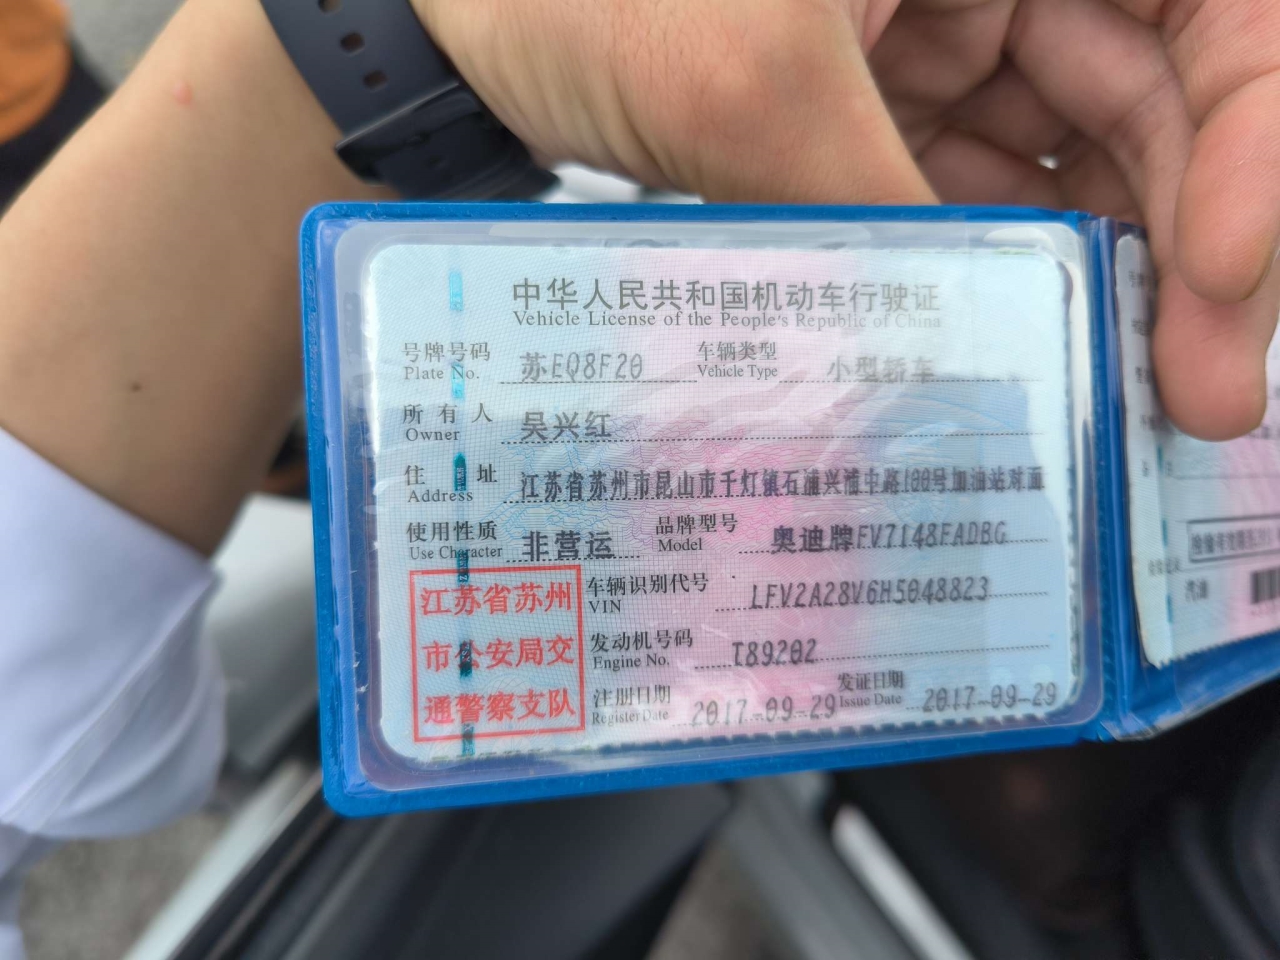 中华人民共和国机动车行驶证
Vehicle License of the People's Republic of China
号牌号码 苏EQ8F20 车辆类型 小型轿车
Plate No. Vehicle Type
所有人 吴兴红
Owner
住址 江苏省苏州市昆山市千灯镇石浦兴浦中路100号加油站对面
Address
使用性质 非营运 品牌型号 奥迪牌FV7148FADBG
Use Character Model
江苏省苏州
市公安局交
通警察支队
车辆识别代号 LFV2A28V6H5048823
VIN
发动机号码 I89202
Engine No.
注册日期 2017-09-29 发证日期 2017-09-29
Register Date Issue Date
汽油